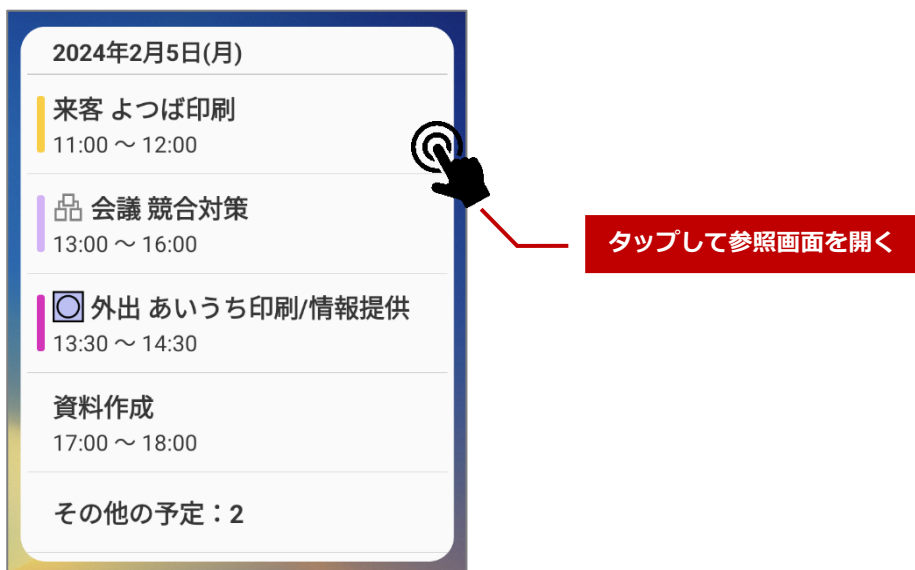 2024年2月5日(月)
来客 よつば印刷
11:00 ～ 12:00
会議 競合対策
13:00 ～ 16:00
外出 あいうち印刷/情報提供
13:30 ～ 14:30
資料作成
17:00 ～ 18:00
その他の予定：2
タップして参照画面を開く